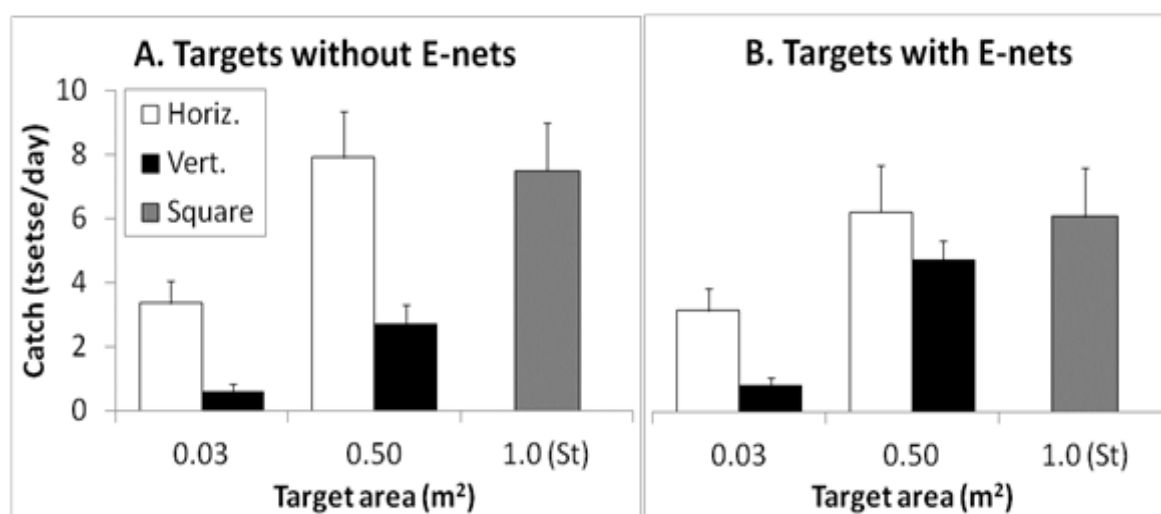 A. Targets without E-nets
Catch (tsetse/day)
10
8
6
4
2
0
Horiz.
Vert.
Square
0.03 0.50 1.0 (St)
Target area (m²)
B. Targets with E-nets
0.03 0.50 1.0 (St)
Target area (m²)